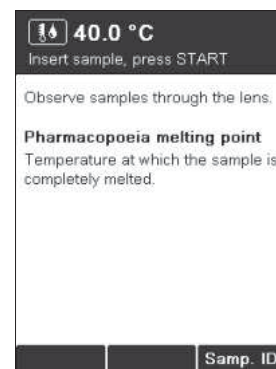 40.0 °C
Insert sample, press START
Observe samples through the lens.
Pharmacopoeia melting point
Temperature at which the sample is
completely melted.
Samp. ID